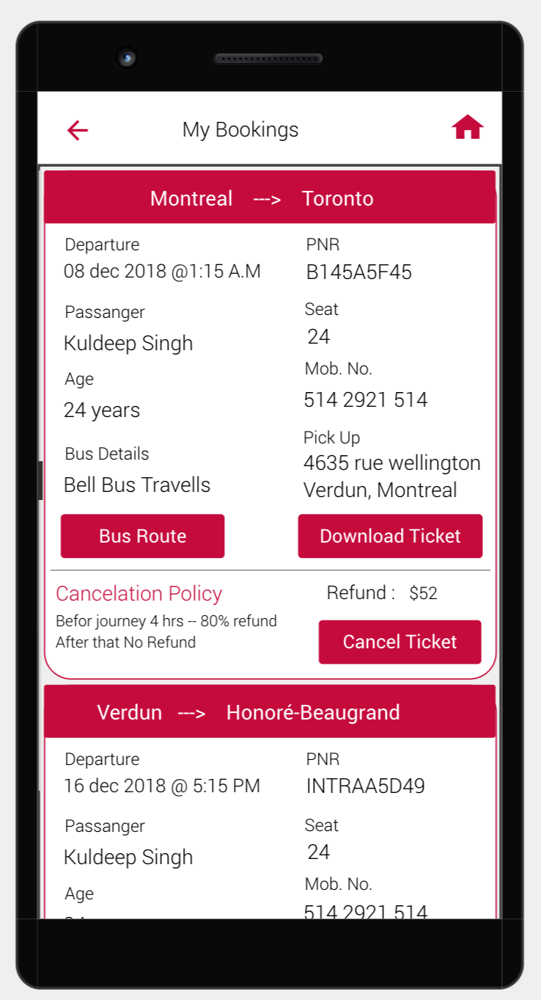 My Bookings
Montreal ---> Toronto
Departure PNR
08 dec 2018 @1:15 A.M B145A5F45
Passanger Seat
Kuldeep Singh 24
Age Mob. No.
24 years 514 2921 514
Bus Details Pick Up
Bell Bus Travells 4635 rue wellington
Verdun, Montreal
Bus Route Download Ticket
Cancelation Policy Refund : $52
Befor journey 4 hrs -- 80% refund
After that No Refund Cancel Ticket
Verdun ---> Honoré-Beaugrand
Departure PNR
16 dec 2018 @ 5:15 PM INTRAA5D49
Passanger Seat
Kuldeep Singh 24
Age Mob. No.
514 2921 514